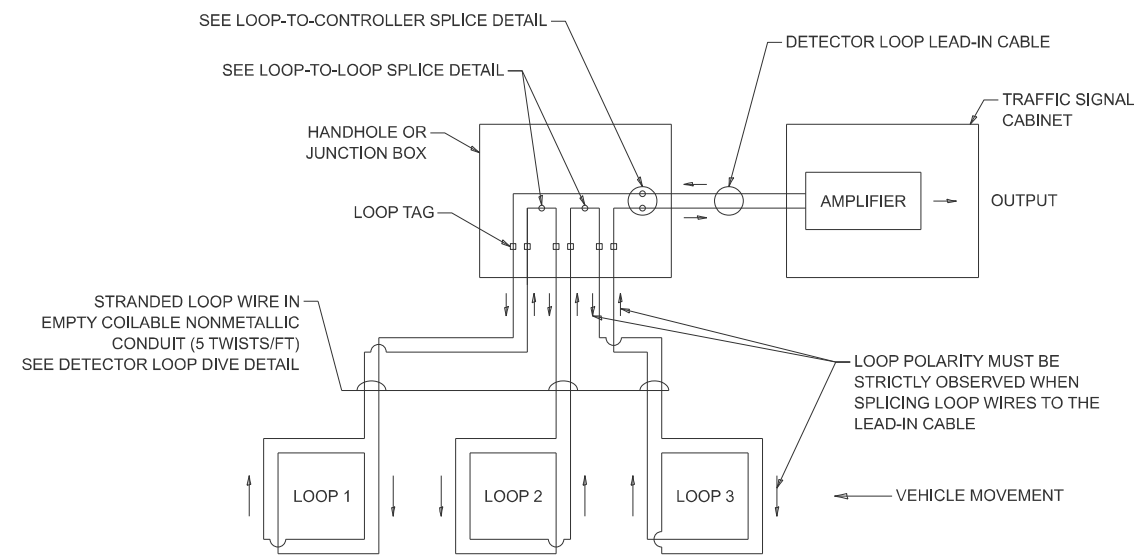 SEE LOOP-TO-CONTROLLER SPLICE DETAIL
DETECTOR LOOP LEAD-IN CABLE
SEE LOOP-TO-LOOP SPLICE DETAIL
TRAFFIC SIGNAL
CABINET
HANDHOLE OR
JUNCTION BOX
AMPLIFIER
OUTPUT
LOOP TAG
STRANDED LOOP WIRE IN
EMPTY COILABLE NONMETALLIC
CONDUIT (5 TWISTS/FT)
SEE DETECTOR LOOP DIVE DETAIL
LOOP POLARITY MUST BE
STRICTLY OBSERVED WHEN
SPLICING LOOP WIRES TO THE
LEAD-IN CABLE
LOOP 1
LOOP 2
LOOP 3
VEHICLE MOVEMENT